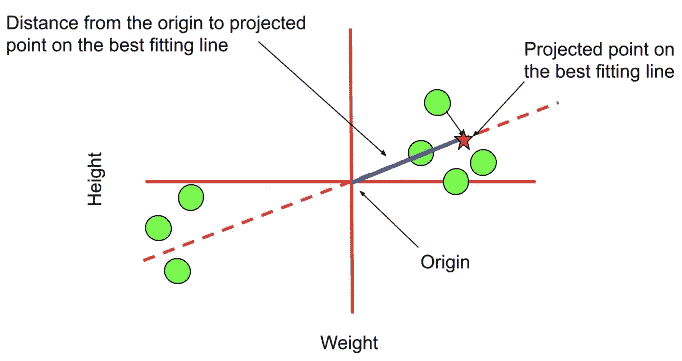 Distance from the origin to projected
point on the best fitting line
Projected point on
the best fitting line
Height
Origin
Weight